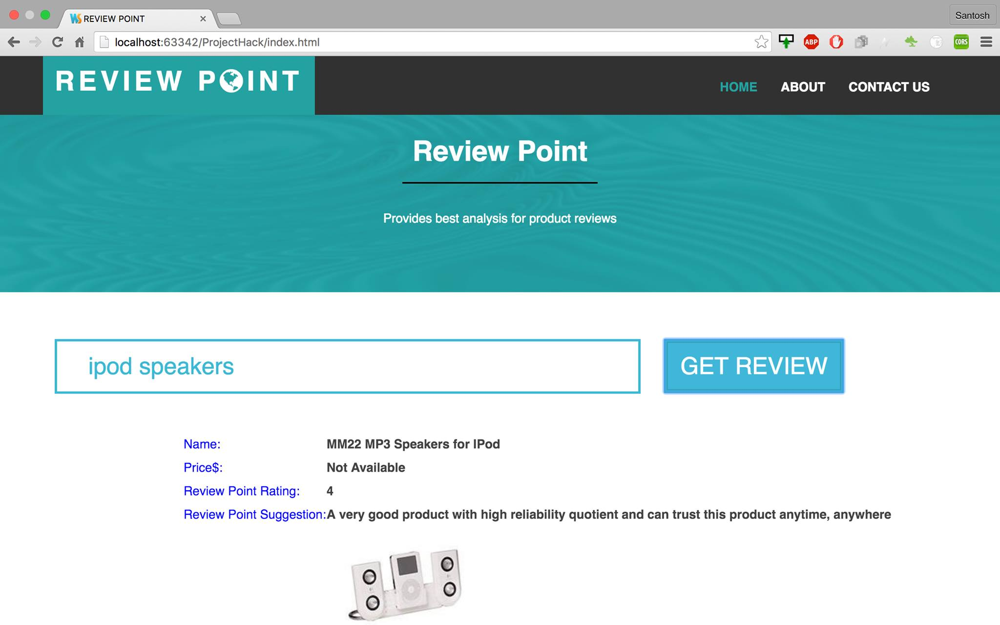 REVIEW POINT
Santosh
localhost:63342/ProjectHack/index.html
ABP
CORS
REVIEW POINT
HOME ABOUT CONTACT US
Review Point
Provides best analysis for product reviews
ipod speakers
GET REVIEW
Name: MM22 MP3 Speakers for IPod
Price$: Not Available
Review Point Rating: 4
Review Point Suggestion:A very good product with high reliability quotient and can trust this product anytime, anywhere